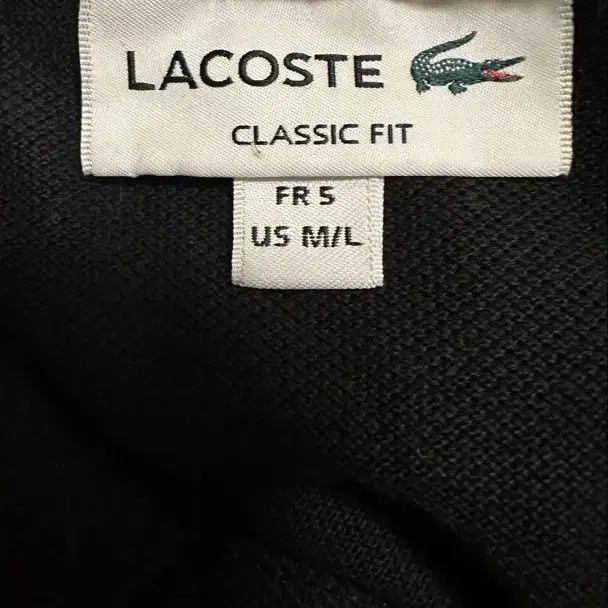 LACOSTE
CLASSIC FIT
FR 5
US M/L